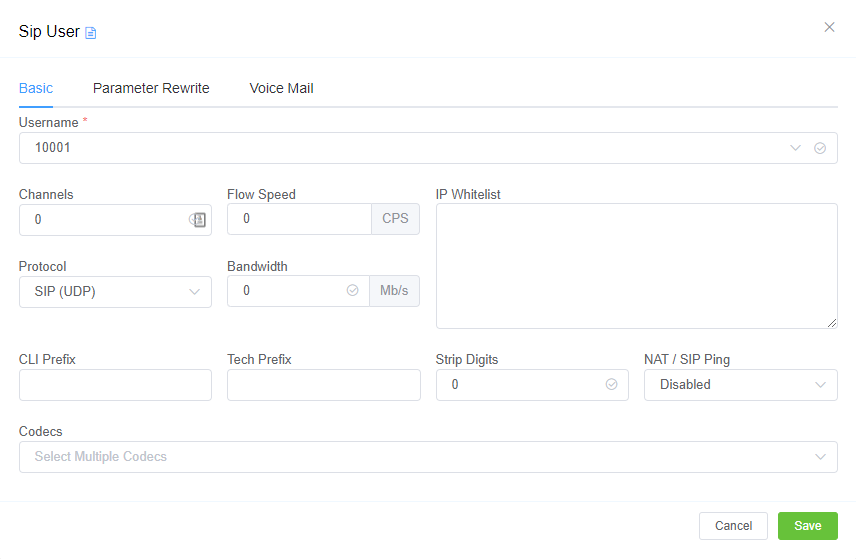 Sip User
Basic Parameter Rewrite Voice Mail
Username *
10001
Channels Flow Speed IP Whitelist
0 0 CPS
Protocol Bandwidth
SIP (UDP) 0 Mb/s
CLI Prefix Tech Prefix Strip Digits NAT / SIP Ping
0 Disabled
Codecs
Select Multiple Codecs
Cancel Save